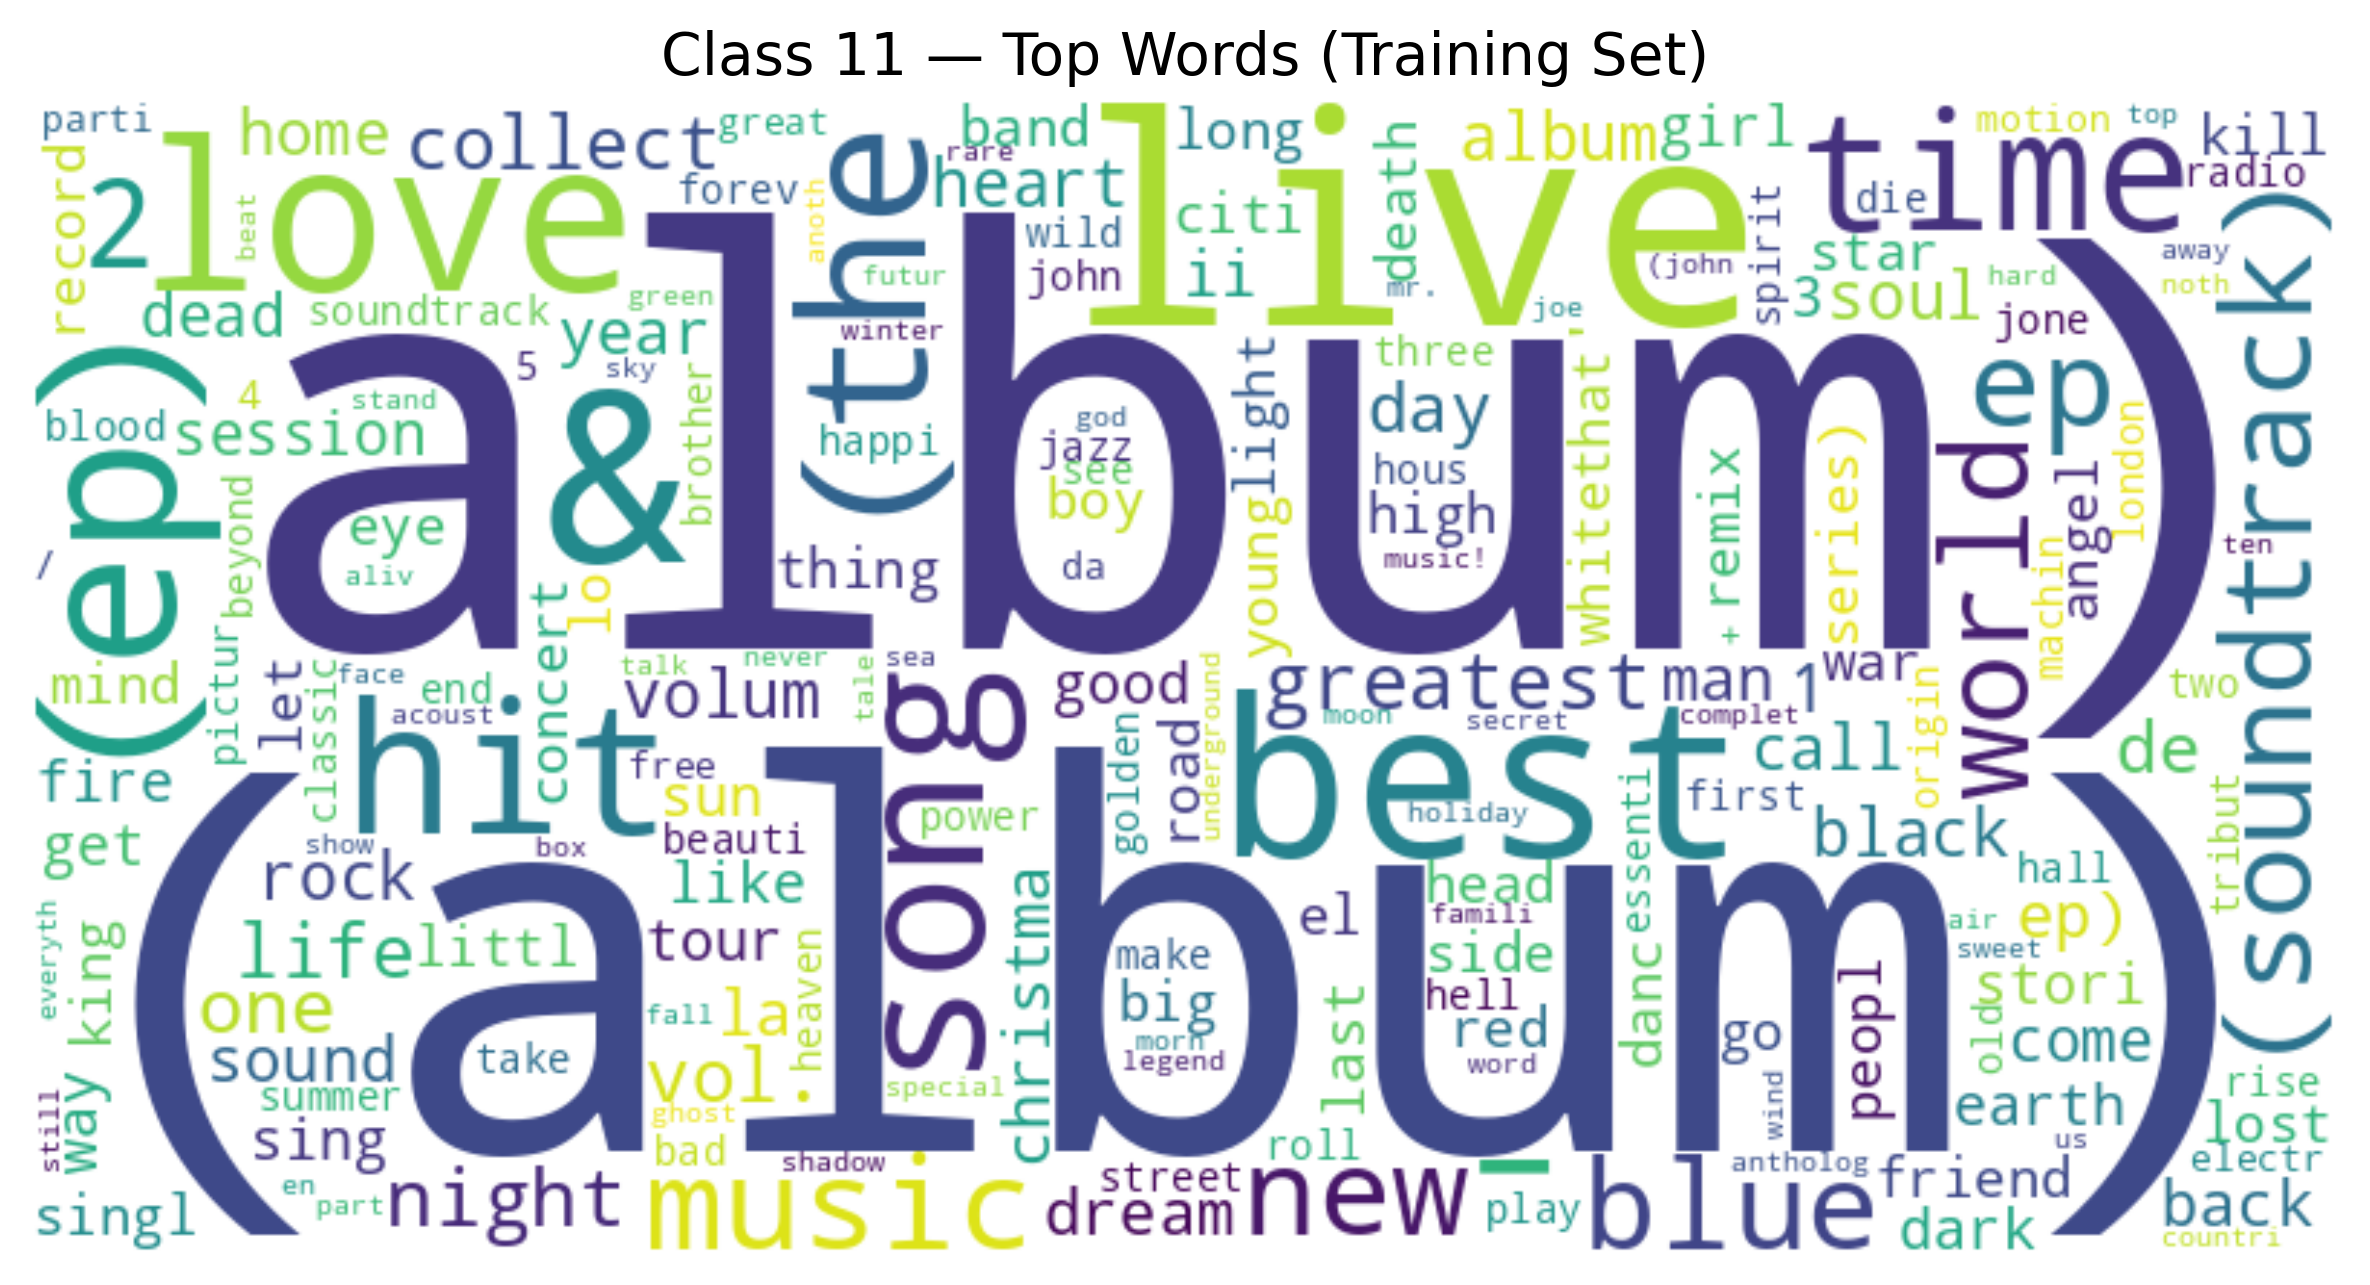 Class 11 — Top Words (Training Set)
parti
home
collect
great
band
rare
long
album
girl
motion
top
kill
record
2
love
beat
forev
anoth
(the
heart
live
citi
death
time
die
radio
dead
soundtrack
green
year
futur
winter
wild
john
ii
mr.
(john
spirit
joe
star
3
soul
hard
jone
away
noth
(soundtrack)
(ep)
blood
4
session
stand
5
sky
&
brother
happi
album)
god
jazz
see
boy
da
light
young
three
day
hous
high
music!
whitethat'
+
remix
series)
ep
world
angel
london
machin
ten
/
beyond
eye
aliv
lo
concert
thing
mind
pictur
let
classic
face
end
acoust
talk
never
tale
sea
volum
song
good
underground
greatest
man
1
war
moon
secret
complet
origin
two
de
fire
hit
free
sun
power
golden
road
best
holiday
essenti
call
first
black
tribut
get
show
box
beauti
rock
like
(album)
christma
el
head
famili
side
hell
red
word
hall
ep)
air
sweet
stori
everyth
king
life
littl
tour
heaven
one
fall
la
make
big
morn
legend
last
danc
go
peopl
wind
old
come
sound
take
summer
vol.
special
ghost
earth
rise
lost
still
way
sing
bad
shadow
roll
us
electr
singl
en
part
night
music
street
dream
new
play
blue
antholog
friend
dark
back
countri